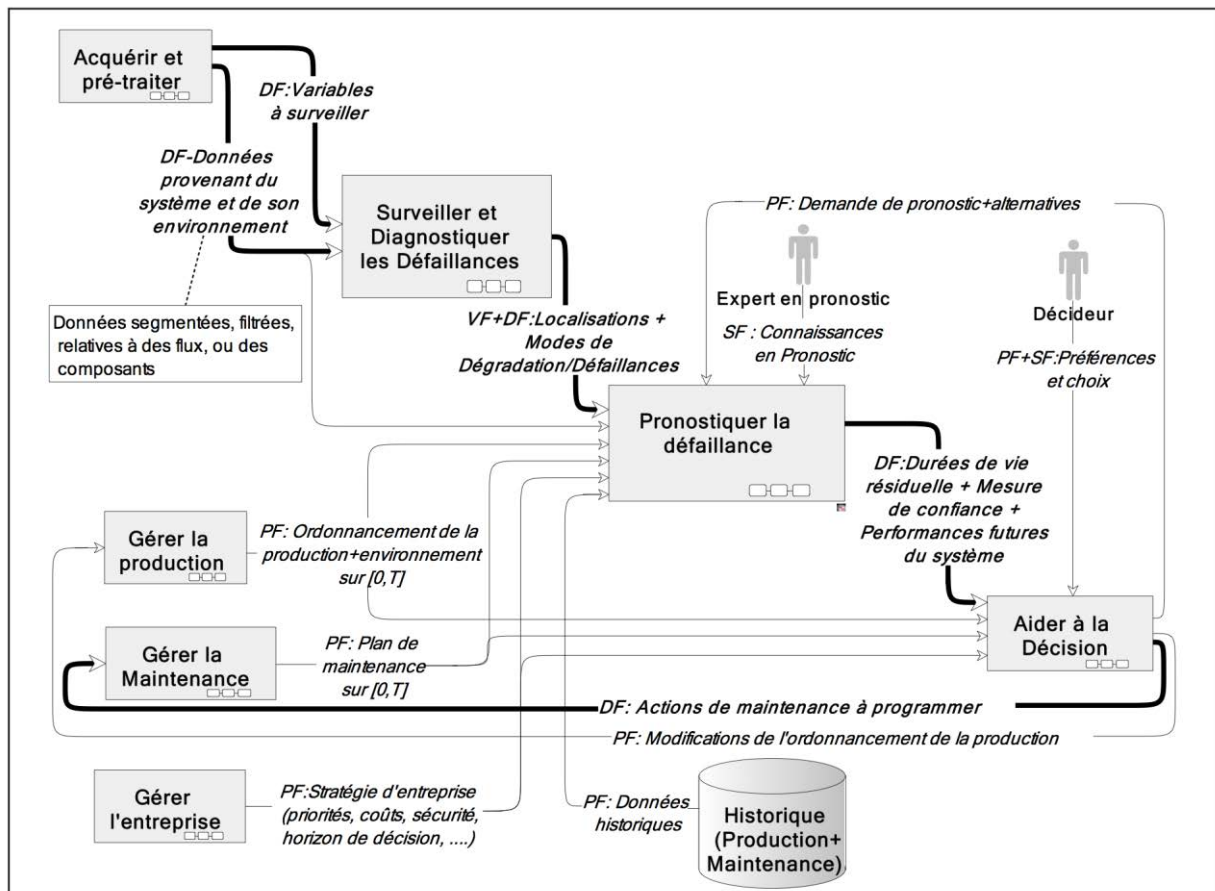 Acquérir et
pré-traiter
DF:Variables
à surveiller
DF-Données
provenant du
système et de son
environnement
Données segmentées, filtrées,
relatives à des flux, ou des
composants
Surveiller et
Diagnostiquer
les Défaillances
PF: Demande de pronostic+alternatives
Expert en pronostic
SF : Connaissances
en Pronostic
Décideur
PF+SF:Préférences
et choix
VF+DF:Localisations +
Modes de
Dégradation/Défaillances
Pronostiquer la
défaillance
DF:Durées de vie
résiduelle + Mesure
de confiance +
Performances futures
du système
Gérer la
production
PF: Ordonnancement de la
production+environnement
sur [0,T]
Gérer la
Maintenance
PF: Plan de
maintenance
sur [0,T]
Aider à la
Décision
DF: Actions de maintenance à programmer
PF: Modifications de l'ordonnancement de la production
Gérer
l'entreprise
PF:Stratégie d'entreprise
(priorités, coûts, sécurité,
horizon de décision, ....)
PF: Données
historiques
Historique
(Production+
Maintenance)